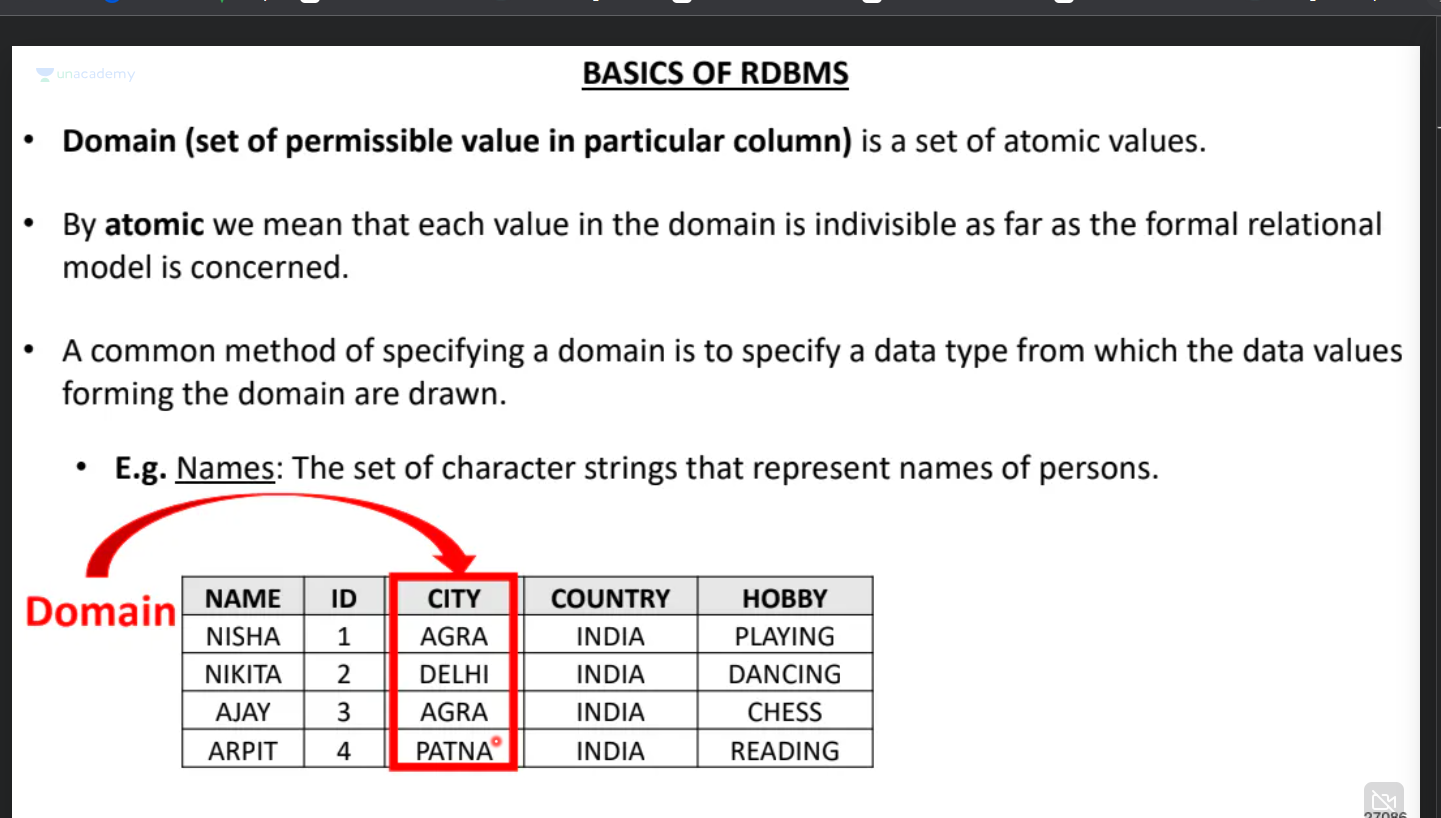 unacademy
BASICS OF RDBMS
• Domain (set of permissible value in particular column) is a set of atomic values.
• By atomic we mean that each value in the domain is indivisible as far as the formal relational
model is concerned.
• A common method of specifying a domain is to specify a data type from which the data values
forming the domain are drawn.
• E.g. Names: The set of character strings that represent names of persons.
Domain
NAME ID CITY COUNTRY HOBBY
NISHA 1 AGRA INDIA PLAYING
NIKITA 2 DELHI INDIA DANCING
AJAY 3 AGRA INDIA CHESS
ARPIT 4 PATNA INDIA READING